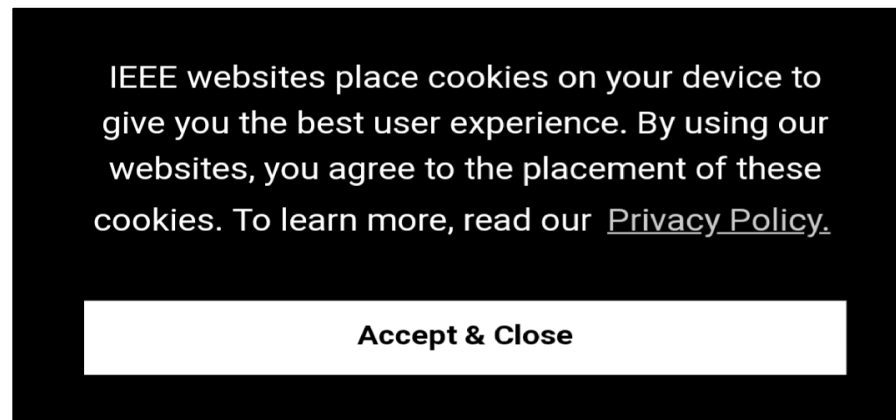 IEEE websites place cookies on your device to
give you the best user experience. By using our
websites, you agree to the placement of these
cookies. To learn more, read our Privacy Policy.
Accept & Close